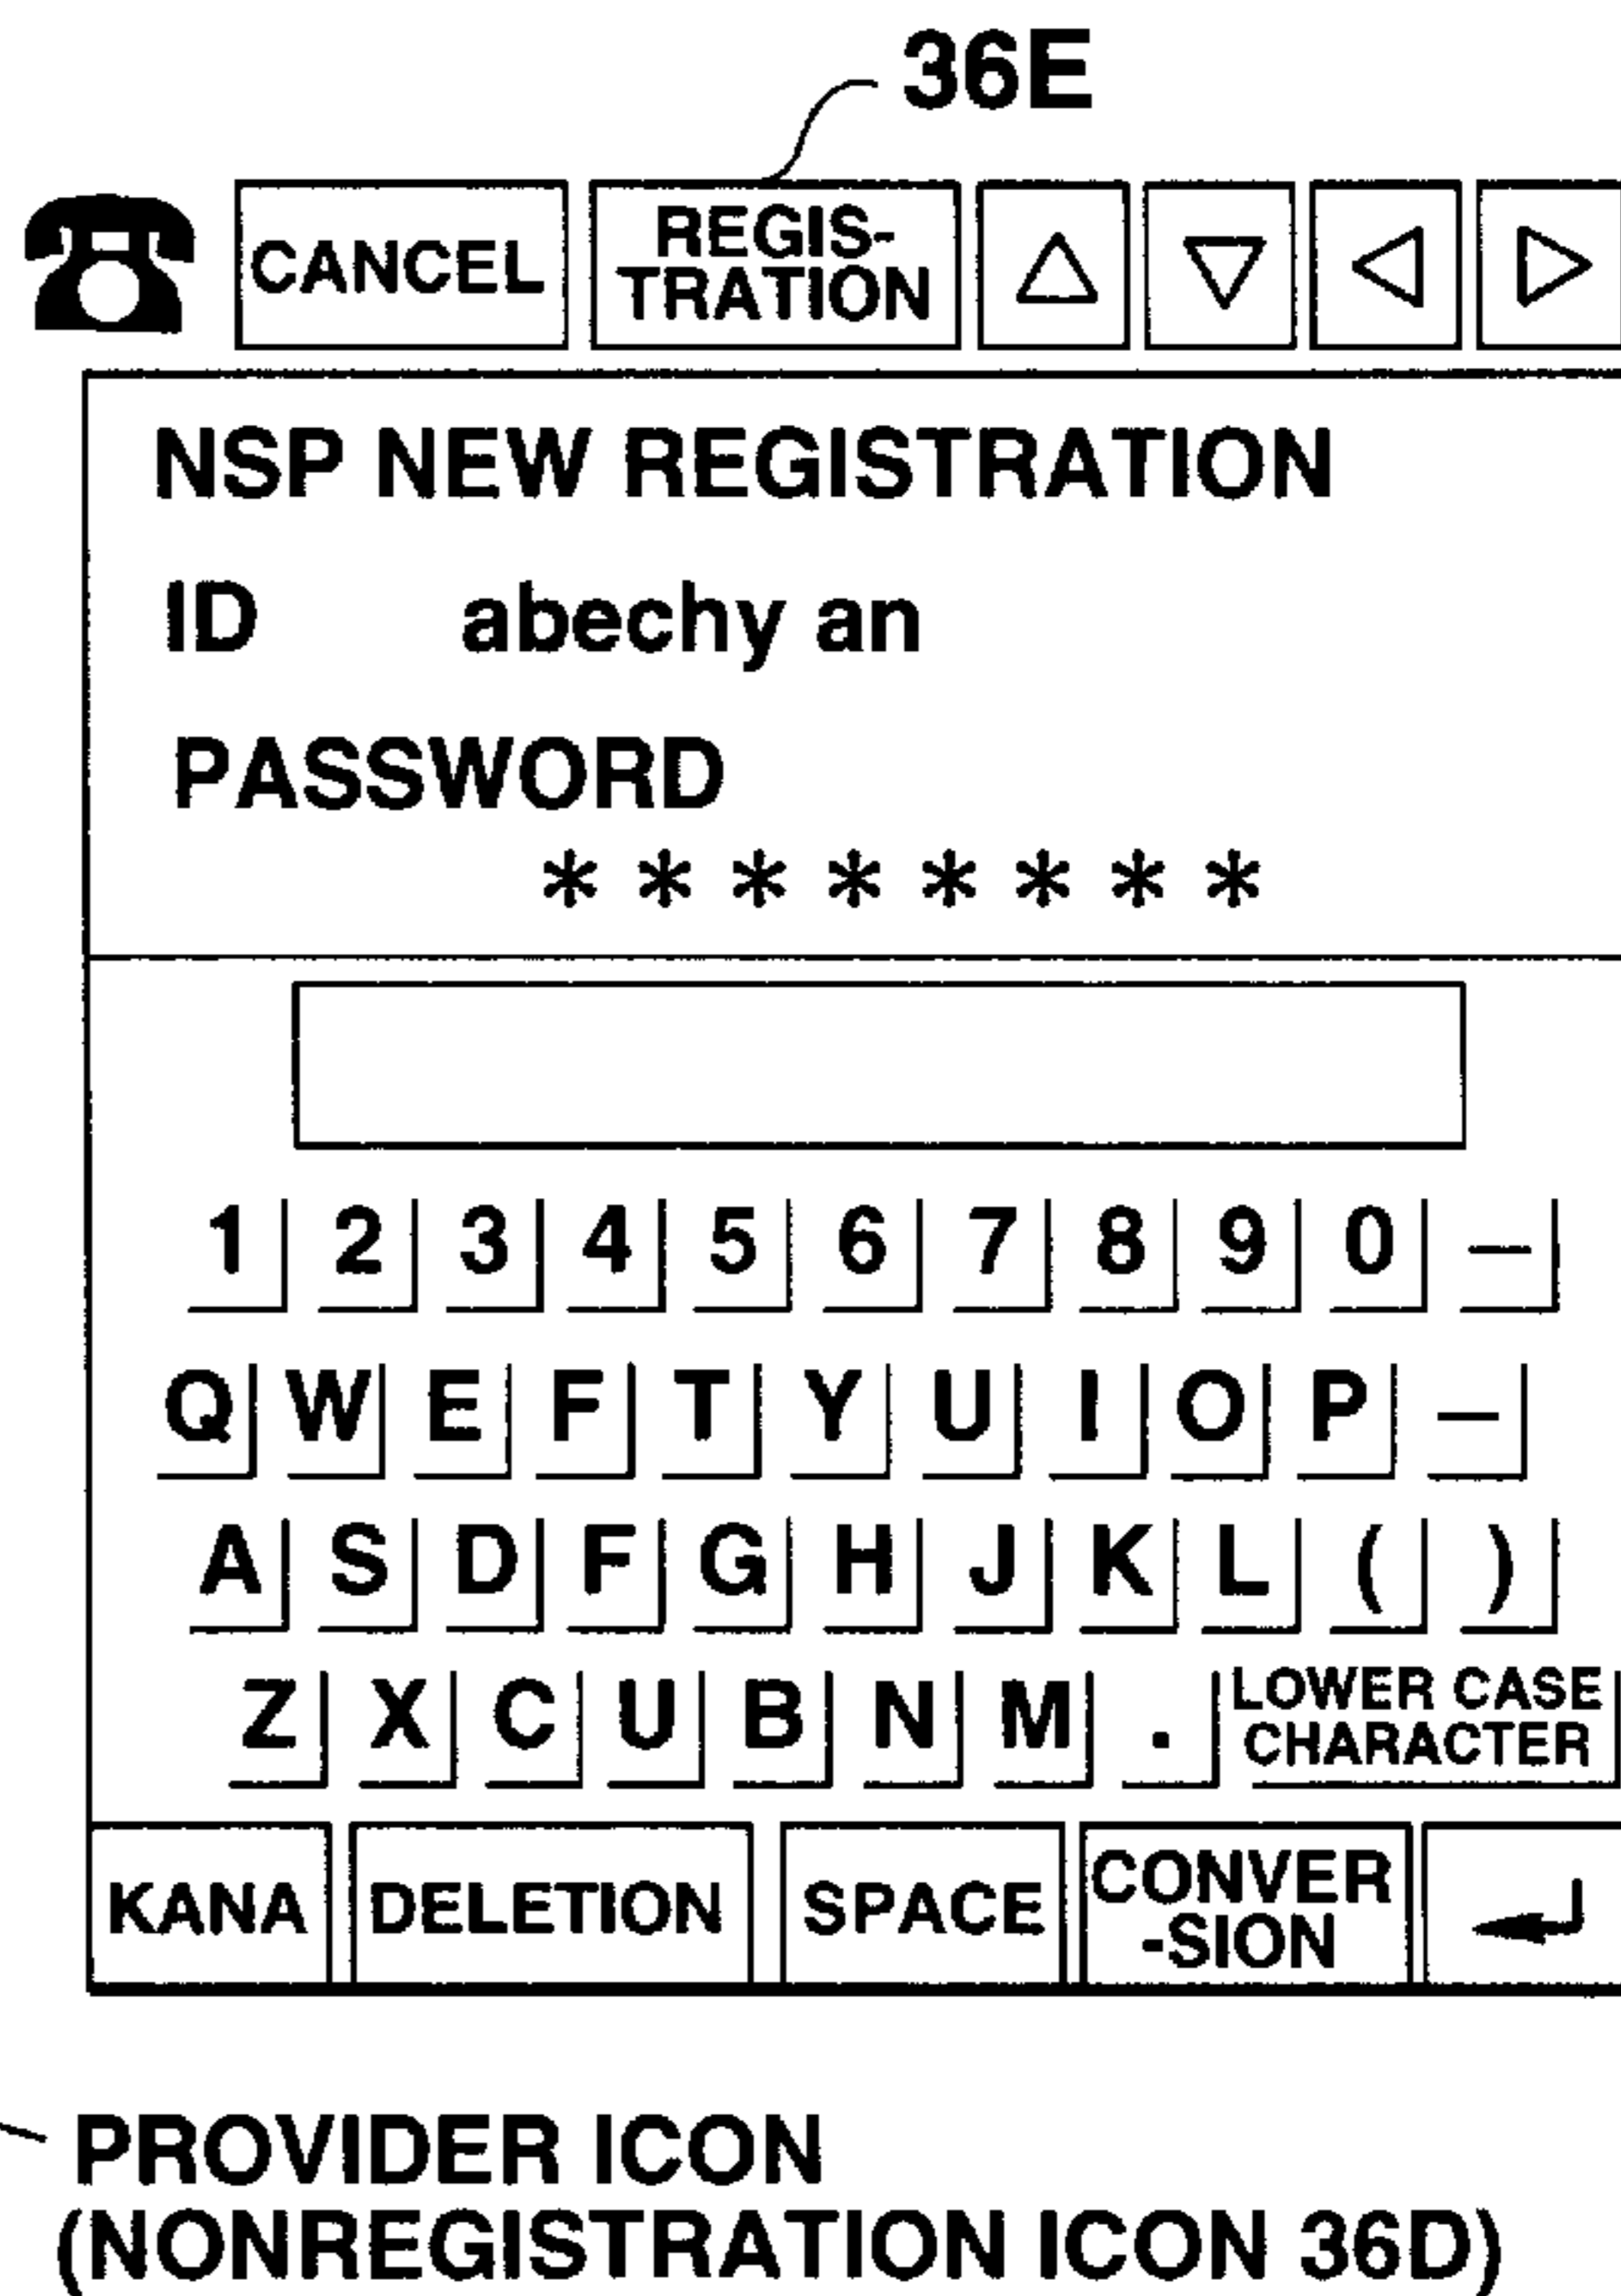 36E
CANCEL REGIS-
TRATION
NSP NEW REGISTRATION
ID abechy an
PASSWORD
********
1 2 3 4 5 6 7 8 9 0 —
Q W E F T Y U I O P —
A S D F G H J K L ( )
Z X C U B N M . LOWER CASE
CHARACTER
KANA DELETION SPACE CONVER
-SION
PROVIDER ICON
(NONREGISTRATION ICON 36D)